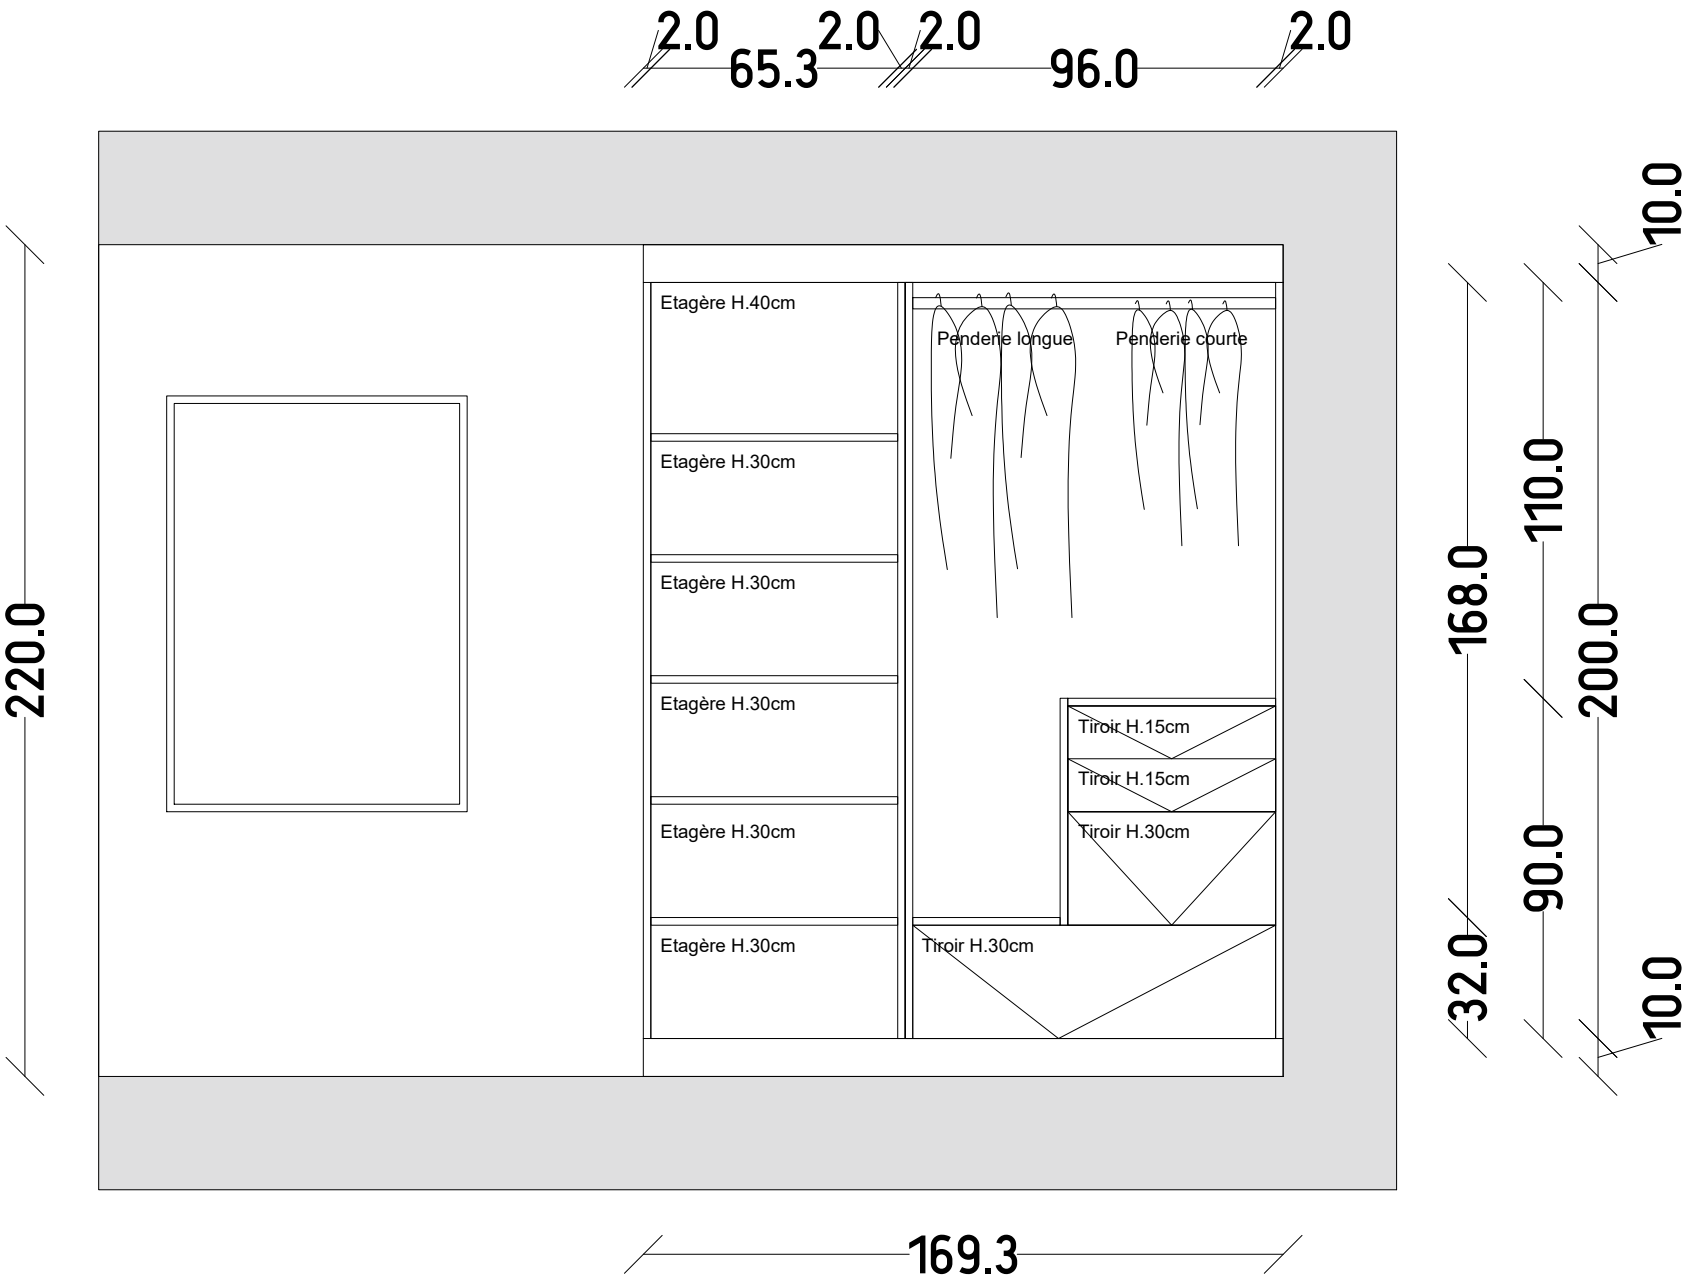 2.0
2.0
2.0
2.0
65.3
96.0
10.0
Etagère H.40cm
Penderie longue
Penderie courte
Etagère H.30cm
110.0
Etagère H.30cm
168.0
220.0
200.0
Etagère H.30cm
Tiroir H.15cm
Tiroir H.15cm
Etagère H.30cm
Tiroir H.30cm
90.0
Etagère H.30cm
Tiroir H.30cm
32.0
10.0
169.3